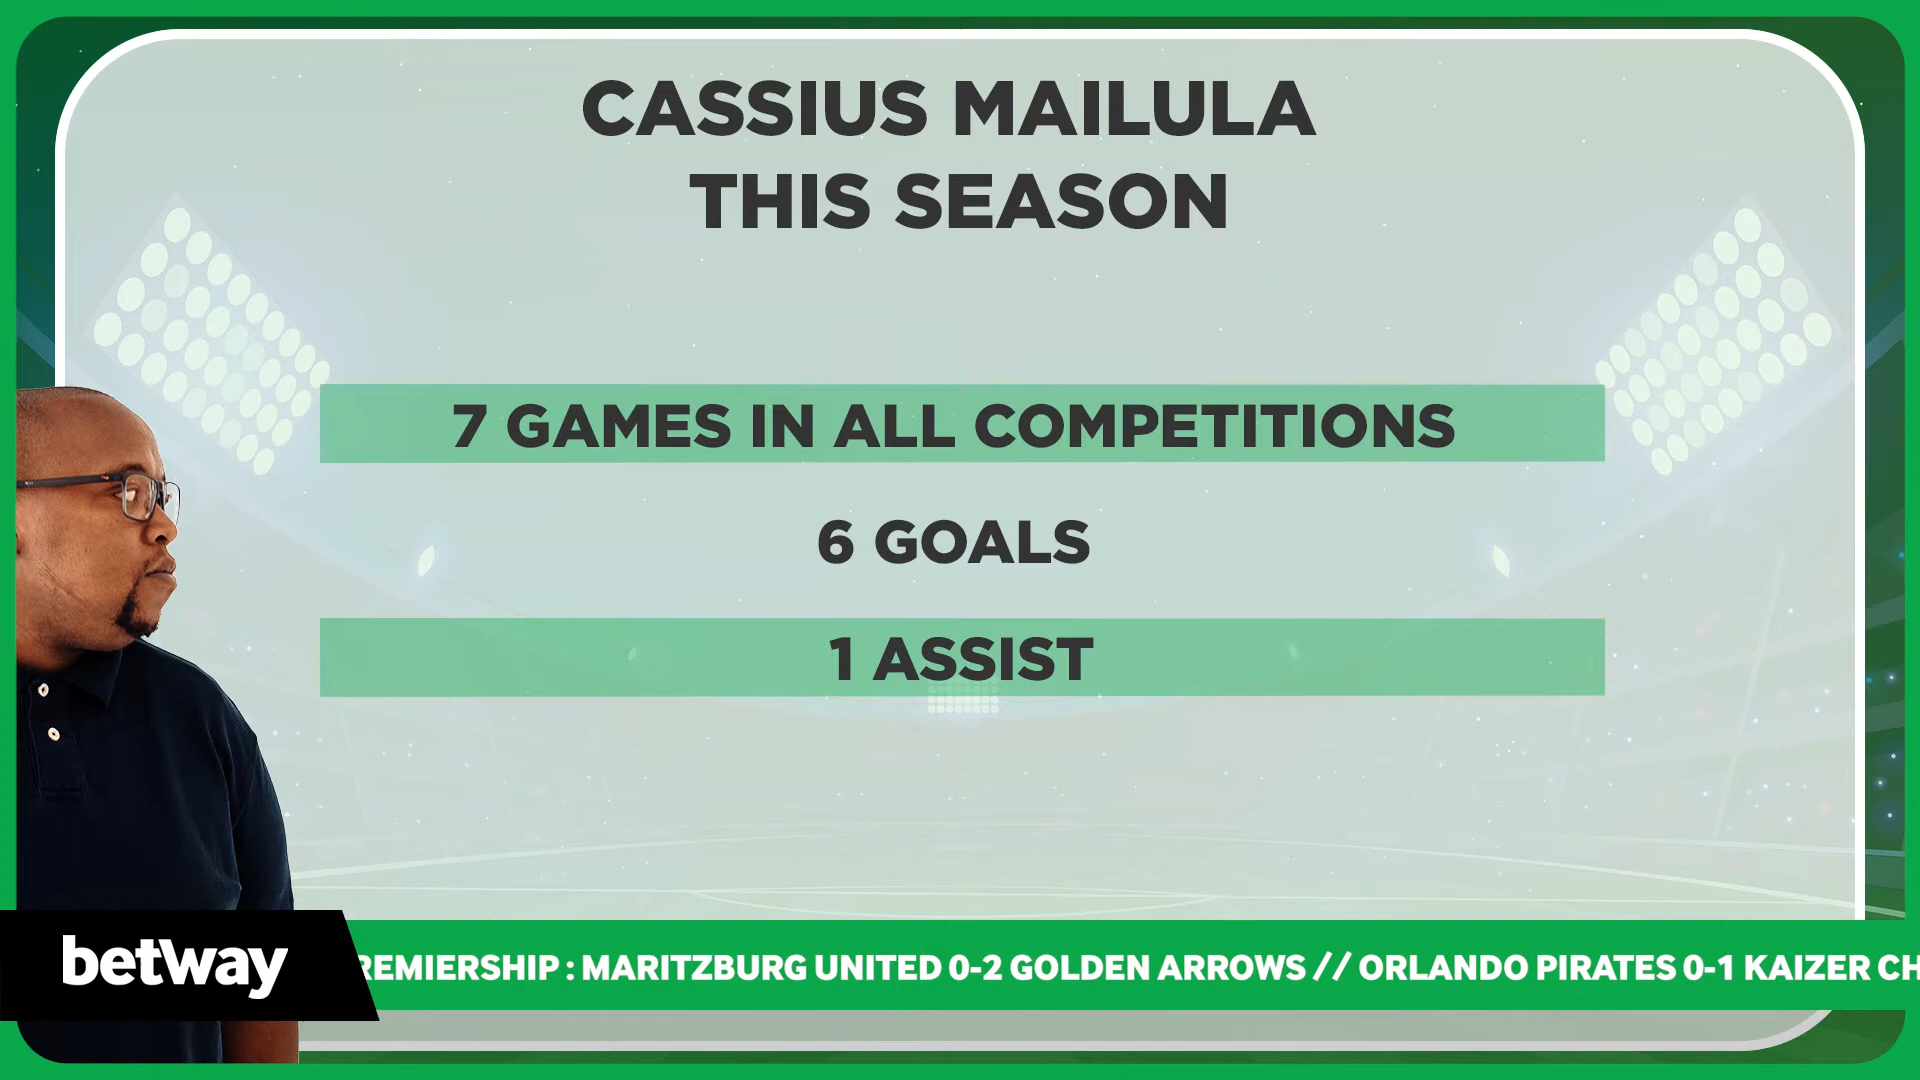 CASSIUS MAILULA
THIS SEASON
7 GAMES IN ALL COMPETITIONS
6 GOALS
1 ASSIST
betway
REMIERSHIP : MARITZBURG UNITED 0-2 GOLDEN ARROWS // ORLANDO PIRATES 0-1 KAIZER CH